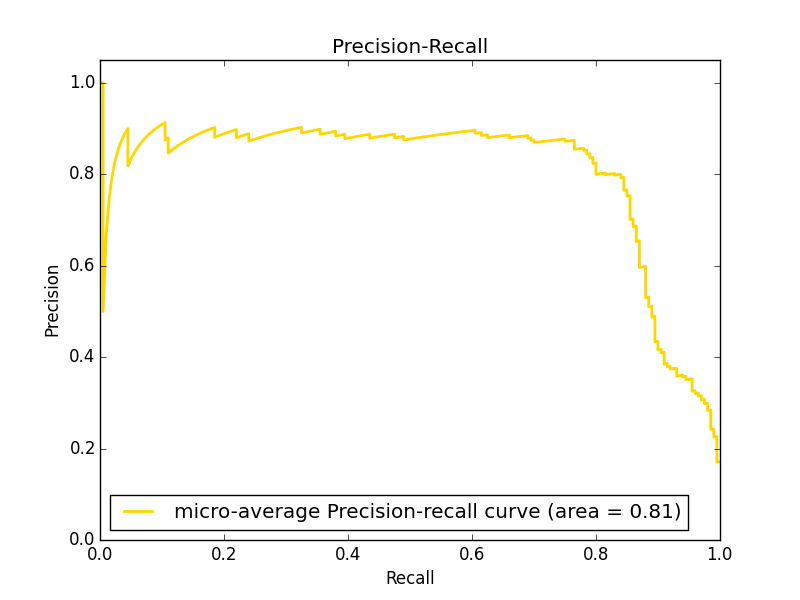 Precision-Recall
1.0
0.8
0.6
0.4
0.2
0.0
Precision
micro-average Precision-recall curve (area = 0.81)
0.0 0.2 0.4 0.6 0.8 1.0
Recall